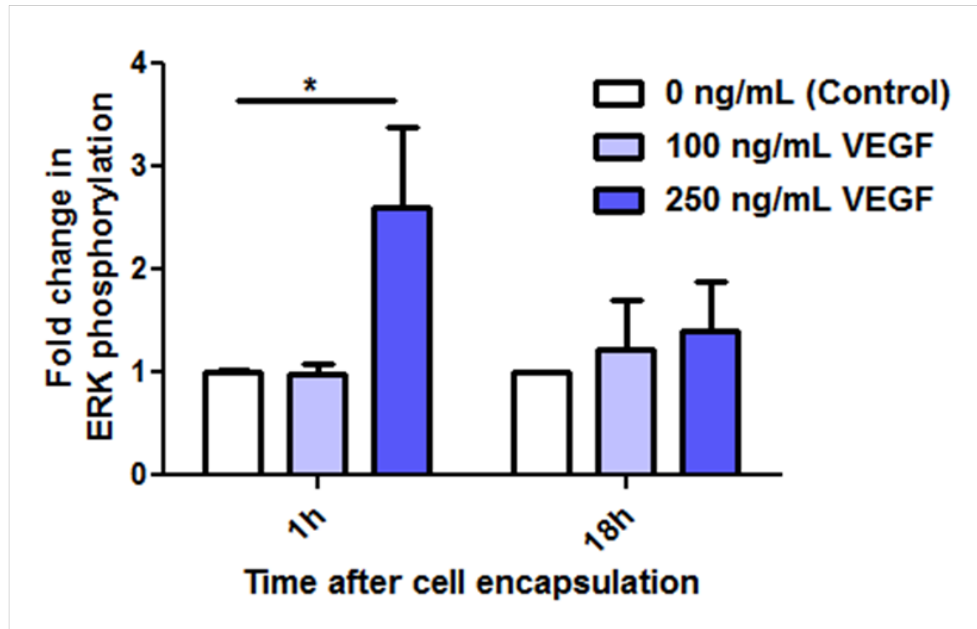 Fold change in
ERK phosphorylation
4
3
2
1
0
*
0 ng/mL (Control)
100 ng/mL VEGF
250 ng/mL VEGF
1h
18h
Time after cell encapsulation